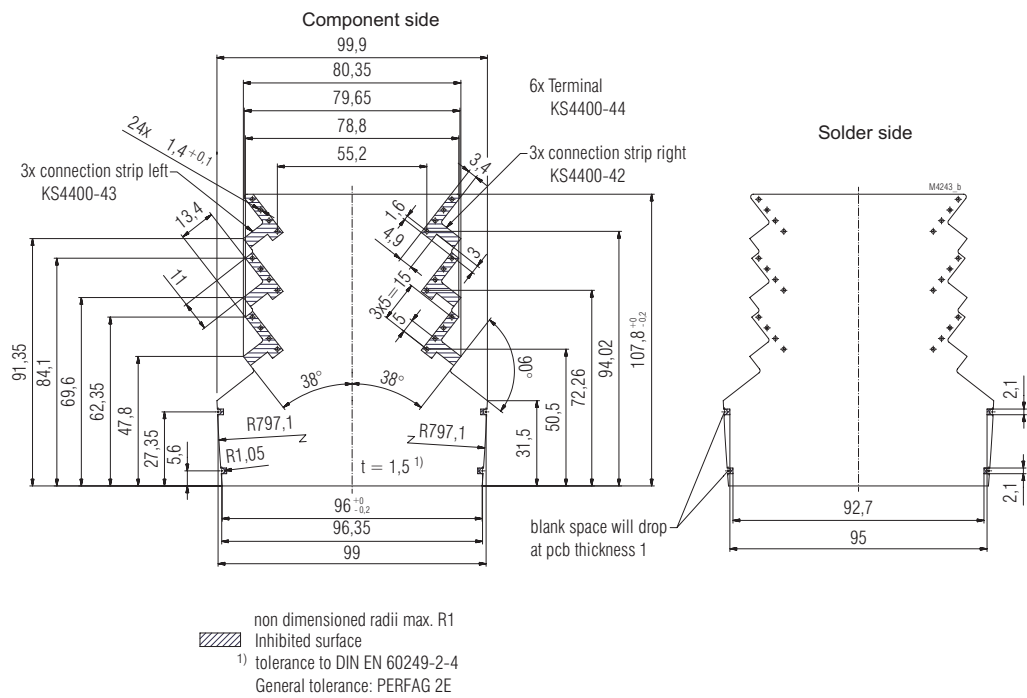 Component side
99,9
80,35
79,65
78,8
55,2
24x
1,4 +0,1
3x connection strip left
KS4400-43
6x Terminal
KS4400-44
3x connection strip right
KS4400-42
3,4
1,6
4,9
3
3x5 = 15
5
13,4
11
91,35
84,1
69,6
62,35
47,8
27,35
5,6
38°
38°
90°
R797,1
R797,1
R1,05
t = 1,5 1)
31,5
50,5
72,26
94,02
107,8 +0 -0,2
96 +0 -0,2
96,35
99
Solder side
M4243_b
2,1
2,1
blank space will drop
at pcb thickness 1
92,7
95
non dimensioned radii max. R1
Inhibited surface
1) tolerance to DIN EN 60249-2-4
General tolerance: PERFAG 2E